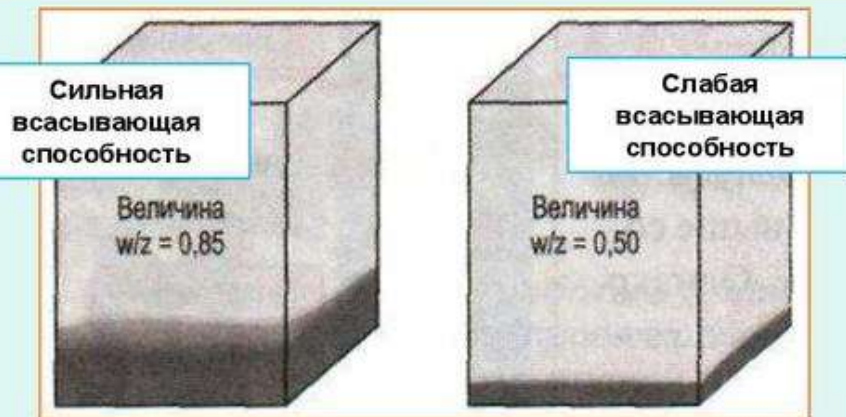 Сильная
всасывающая
способность
Величина
w/z = 0,85
Слабая
всасывающая
способность
Величина
w/z = 0,50